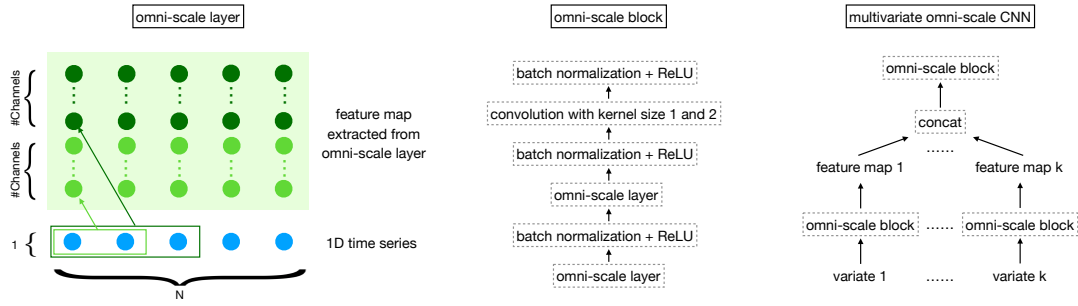 omni-scale layer
#Channels
#Channels
feature map
extracted from
omni-scale layer
1
1D time series
N
omni-scale block
batch normalization + ReLU
convolution with kernel size 1 and 2
batch normalization + ReLU
omni-scale layer
batch normalization + ReLU
omni-scale layer
multivariate omni-scale CNN
omni-scale block
concat
......
feature map 1
feature map k
omni-scale block
......
omni-scale block
variate 1
......
variate k